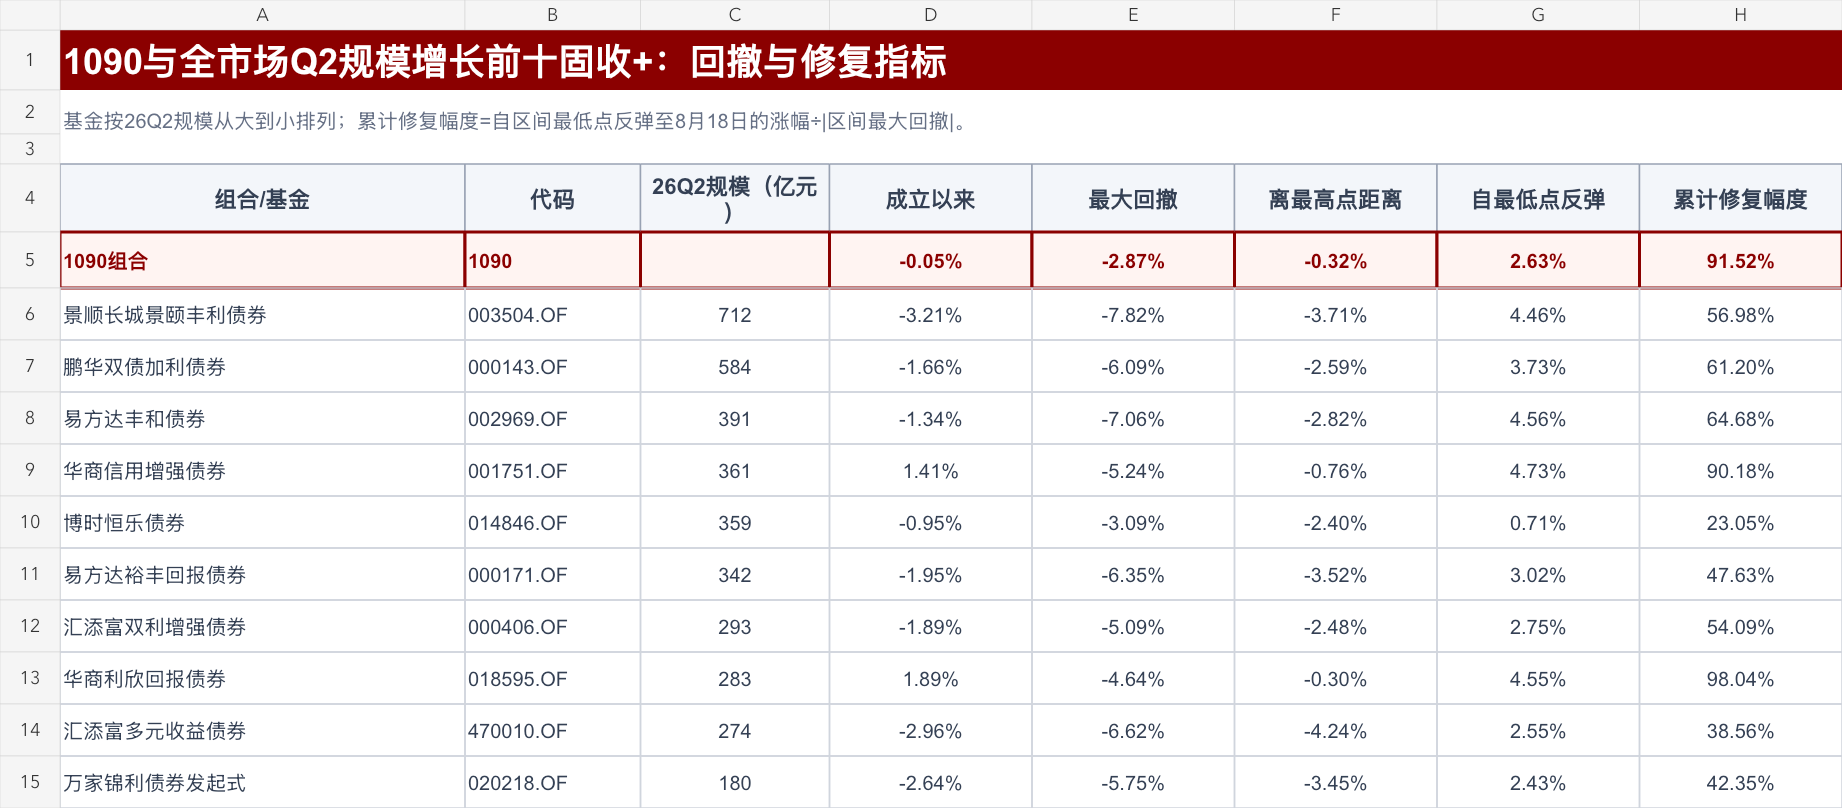 A B C D E F G H
1 1090与全市场Q2规模增长前十固收+：回撤与修复指标
2 基金按26Q2规模从大到小排列；累计修复幅度=自区间最低点反弹至8月18日的涨幅÷|区间最大回撤|。
3
4 组合/基金 代码 26Q2规模（亿元） 成立以来 最大回撤 离最高点距离 自最低点反弹 累计修复幅度
5 1090组合 1090 -0.05% -2.87% -0.32% 2.63% 91.52%
6 景顺长城景颐丰利债券 003504.OF 712 -3.21% -7.82% -3.71% 4.46% 56.98%
7 鹏华双债加利债券 000143.OF 584 -1.66% -6.09% -2.59% 3.73% 61.20%
8 易方达丰和债券 002969.OF 391 -1.34% -7.06% -2.82% 4.56% 64.68%
9 华商信用增强债券 001751.OF 361 1.41% -5.24% -0.76% 4.73% 90.18%
10 博时恒乐债券 014846.OF 359 -0.95% -3.09% -2.40% 0.71% 23.05%
11 易方达裕丰回报债券 000171.OF 342 -1.95% -6.35% -3.52% 3.02% 47.63%
12 汇添富双利增强债券 000406.OF 293 -1.89% -5.09% -2.48% 2.75% 54.09%
13 华商利欣回报债券 018595.OF 283 1.89% -4.64% -0.30% 4.55% 98.04%
14 汇添富多元收益债券 470010.OF 274 -2.96% -6.62% -4.24% 2.55% 38.56%
15 万家锦利债券发起式 020218.OF 180 -2.64% -5.75% -3.45% 2.43% 42.35%